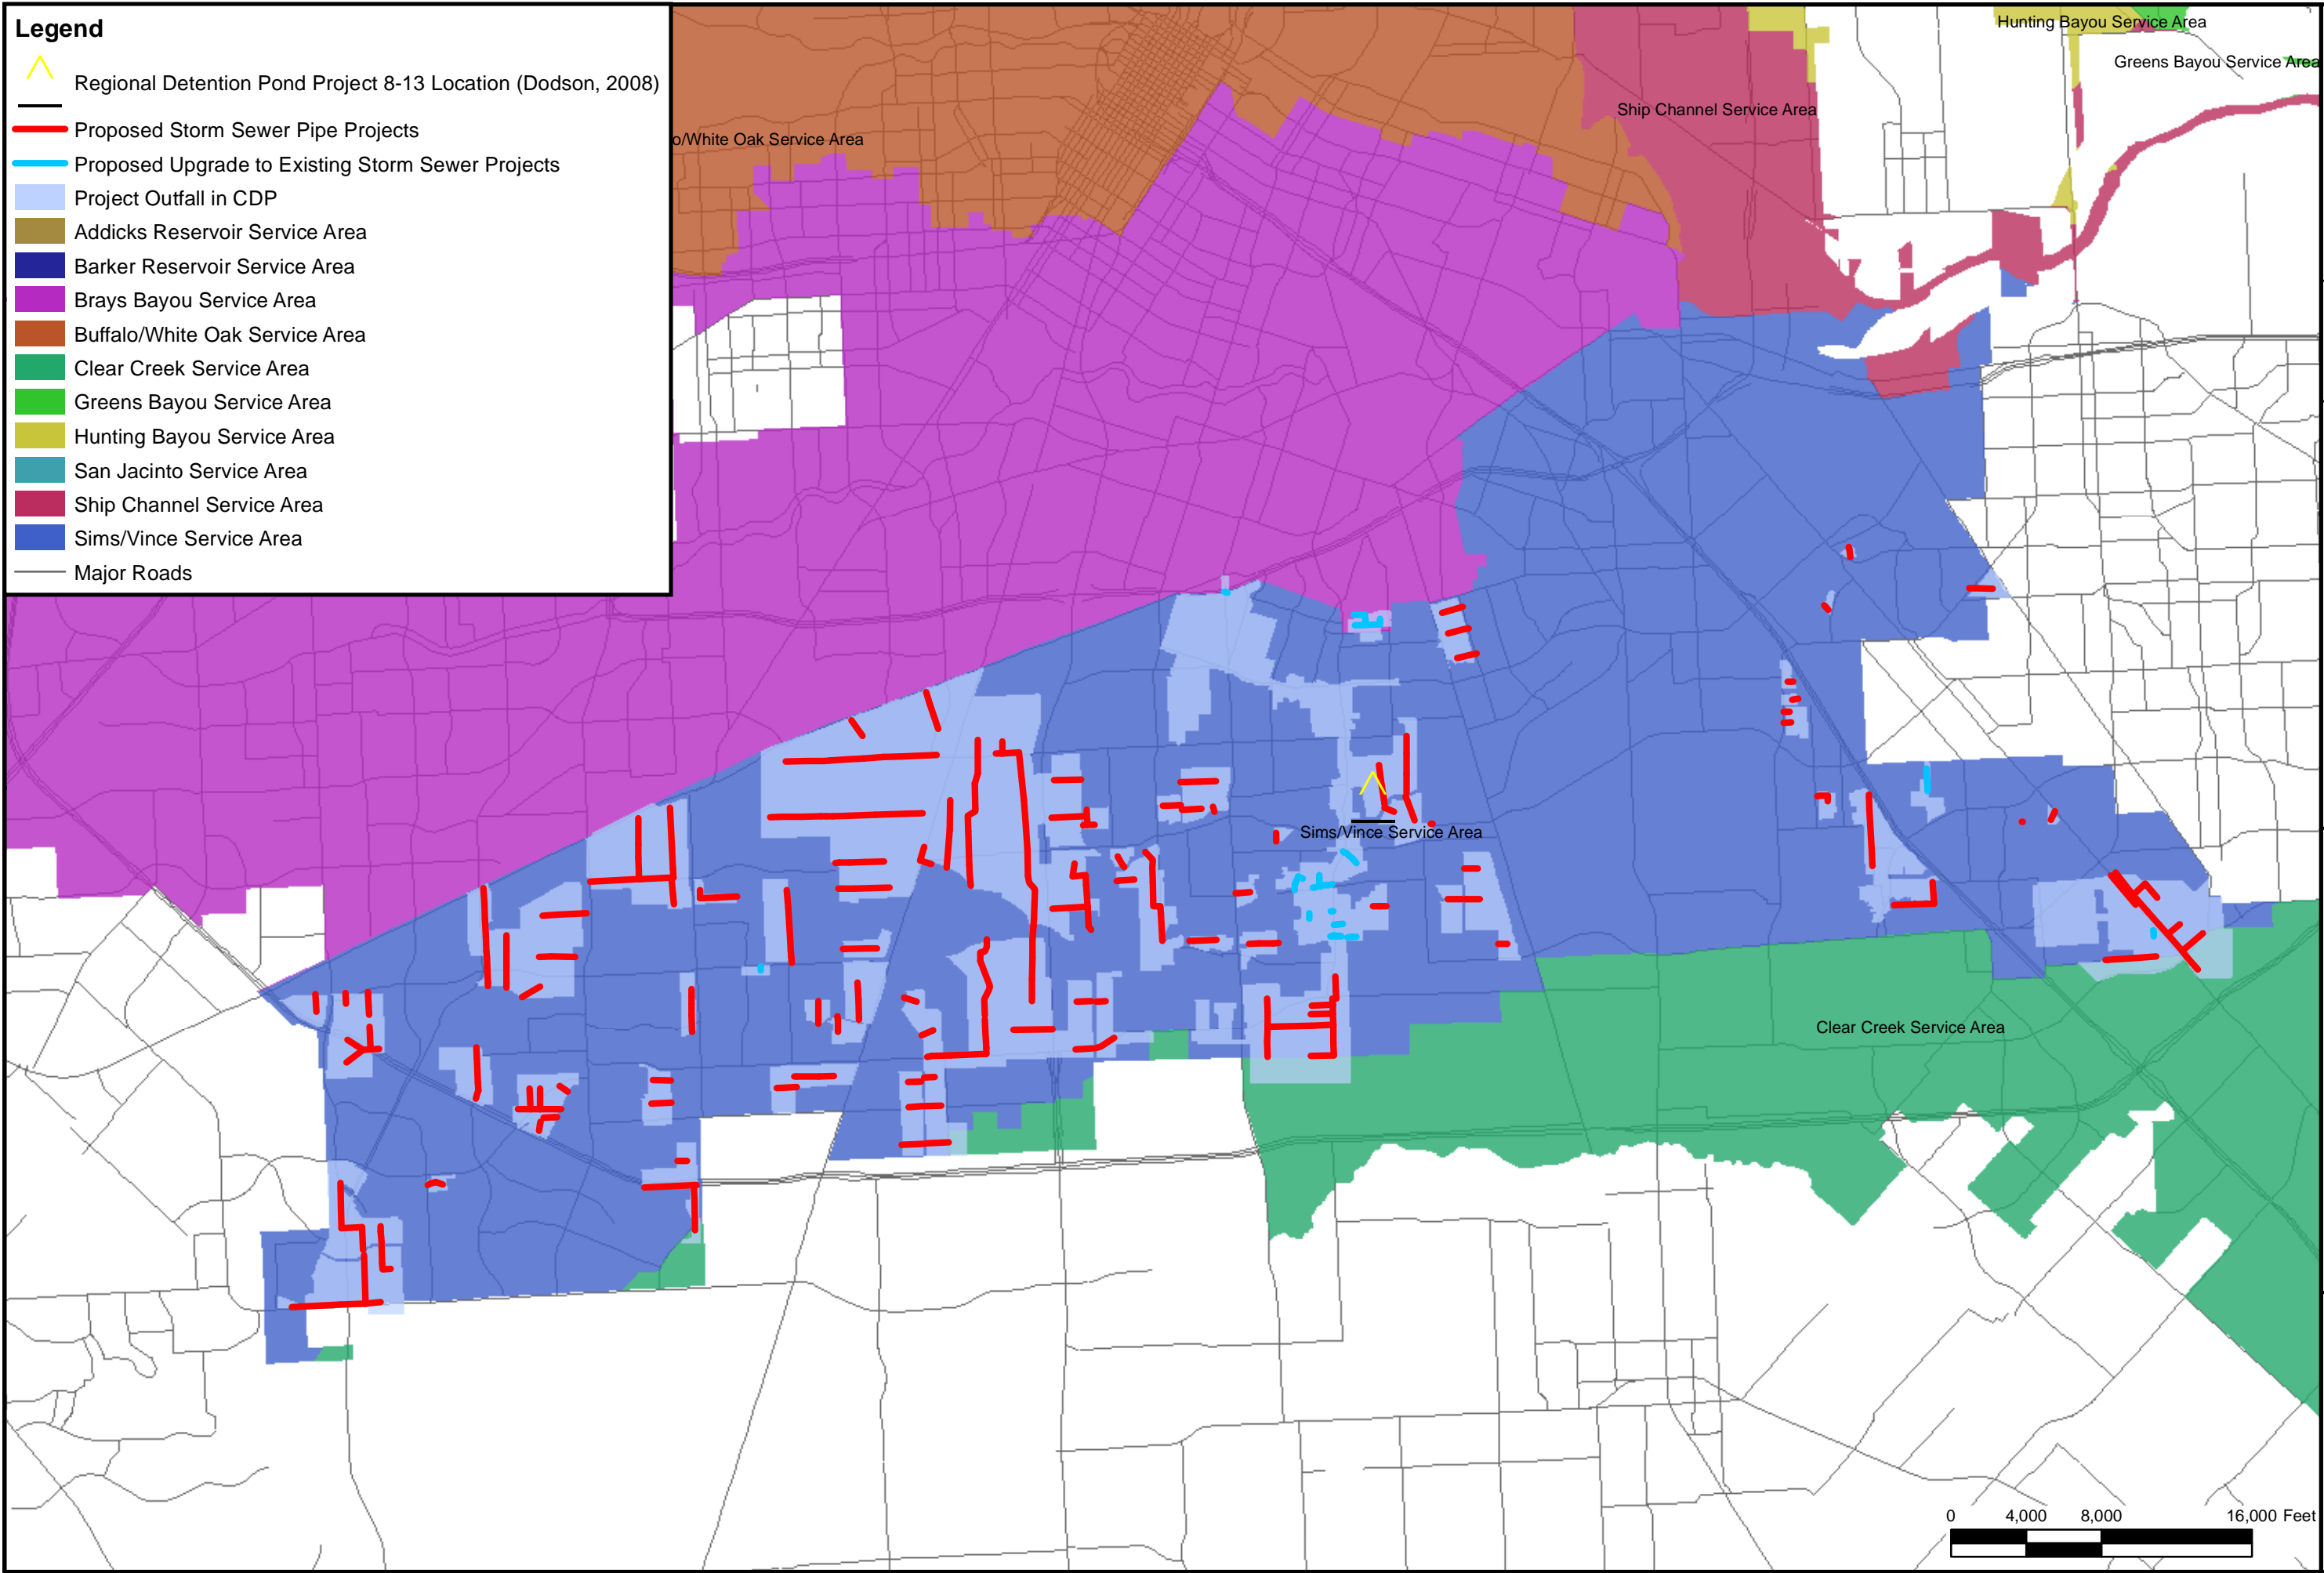 Legend
Regional Detention Pond Project 8-13 Location (Dodson, 2008)
Proposed Storm Sewer Pipe Projects
Proposed Upgrade to Existing Storm Sewer Projects
Project Outfall in CDP
Addicks Reservoir Service Area
Barker Reservoir Service Area
Brays Bayou Service Area
Buffalo/White Oak Service Area
Clear Creek Service Area
Greens Bayou Service Area
Hunting Bayou Service Area
San Jacinto Service Area
Ship Channel Service Area
Sims/Vince Service Area
Major Roads
Hunting Bayou Service Area
Greens Bayou Service Area
Ship Channel Service Area
o/White Oak Service Area
Sims/Vince Service Area
Clear Creek Service Area
0 4,000 8,000 16,000 Feet